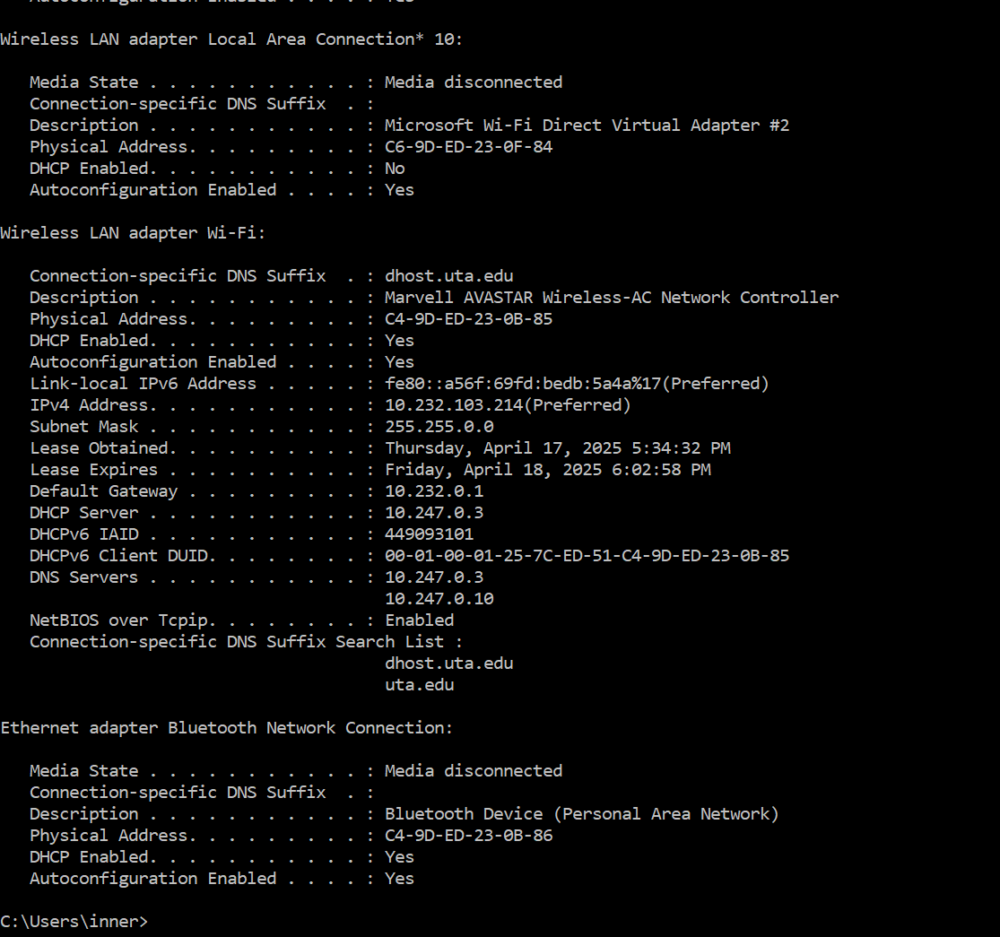 Autoconfiguration Enabled . . . . : Yes
Wireless LAN adapter Local Area Connection* 10:
Media State . . . . . . . . . . . : Media disconnected
Connection-specific DNS Suffix  . :
Description . . . . . . . . . . . : Microsoft Wi-Fi Direct Virtual Adapter #2
Physical Address. . . . . . . . . : C6-9D-ED-23-0F-84
DHCP Enabled. . . . . . . . . . . : No
Autoconfiguration Enabled . . . . : Yes
Wireless LAN adapter Wi-Fi:
Connection-specific DNS Suffix  . : dhost.uta.edu
Description . . . . . . . . . . . : Marvell AVASTAR Wireless-AC Network Controller
Physical Address. . . . . . . . . : C4-9D-ED-23-0B-85
DHCP Enabled. . . . . . . . . . . : Yes
Autoconfiguration Enabled . . . . : Yes
Link-local IPv6 Address . . . . . : fe80::a56f:69fd:bedb:5a4a%17(Preferred)
IPv4 Address. . . . . . . . . . . : 10.232.103.214(Preferred)
Subnet Mask . . . . . . . . . . . : 255.255.0.0
Lease Obtained. . . . . . . . . . : Thursday, April 17, 2025 5:34:32 PM
Lease Expires . . . . . . . . . . : Friday, April 18, 2025 6:02:58 PM
Default Gateway . . . . . . . . . : 10.232.0.1
DHCP Server . . . . . . . . . . . : 10.247.0.3
DHCPv6 IAID . . . . . . . . . . . : 449093101
DHCPv6 Client DUID. . . . . . . . : 00-01-00-01-25-7C-ED-51-C4-9D-ED-23-0B-85
DNS Servers . . . . . . . . . . . : 10.247.0.3
10.247.0.10
NetBIOS over Tcpip. . . . . . . . : Enabled
Connection-specific DNS Suffix Search List :
dhost.uta.edu
uta.edu
Ethernet adapter Bluetooth Network Connection:
Media State . . . . . . . . . . . : Media disconnected
Connection-specific DNS Suffix  . :
Description . . . . . . . . . . . : Bluetooth Device (Personal Area Network)
Physical Address. . . . . . . . . : C4-9D-ED-23-0B-86
DHCP Enabled. . . . . . . . . . . : Yes
Autoconfiguration Enabled . . . . : Yes
C:\Users\inner>